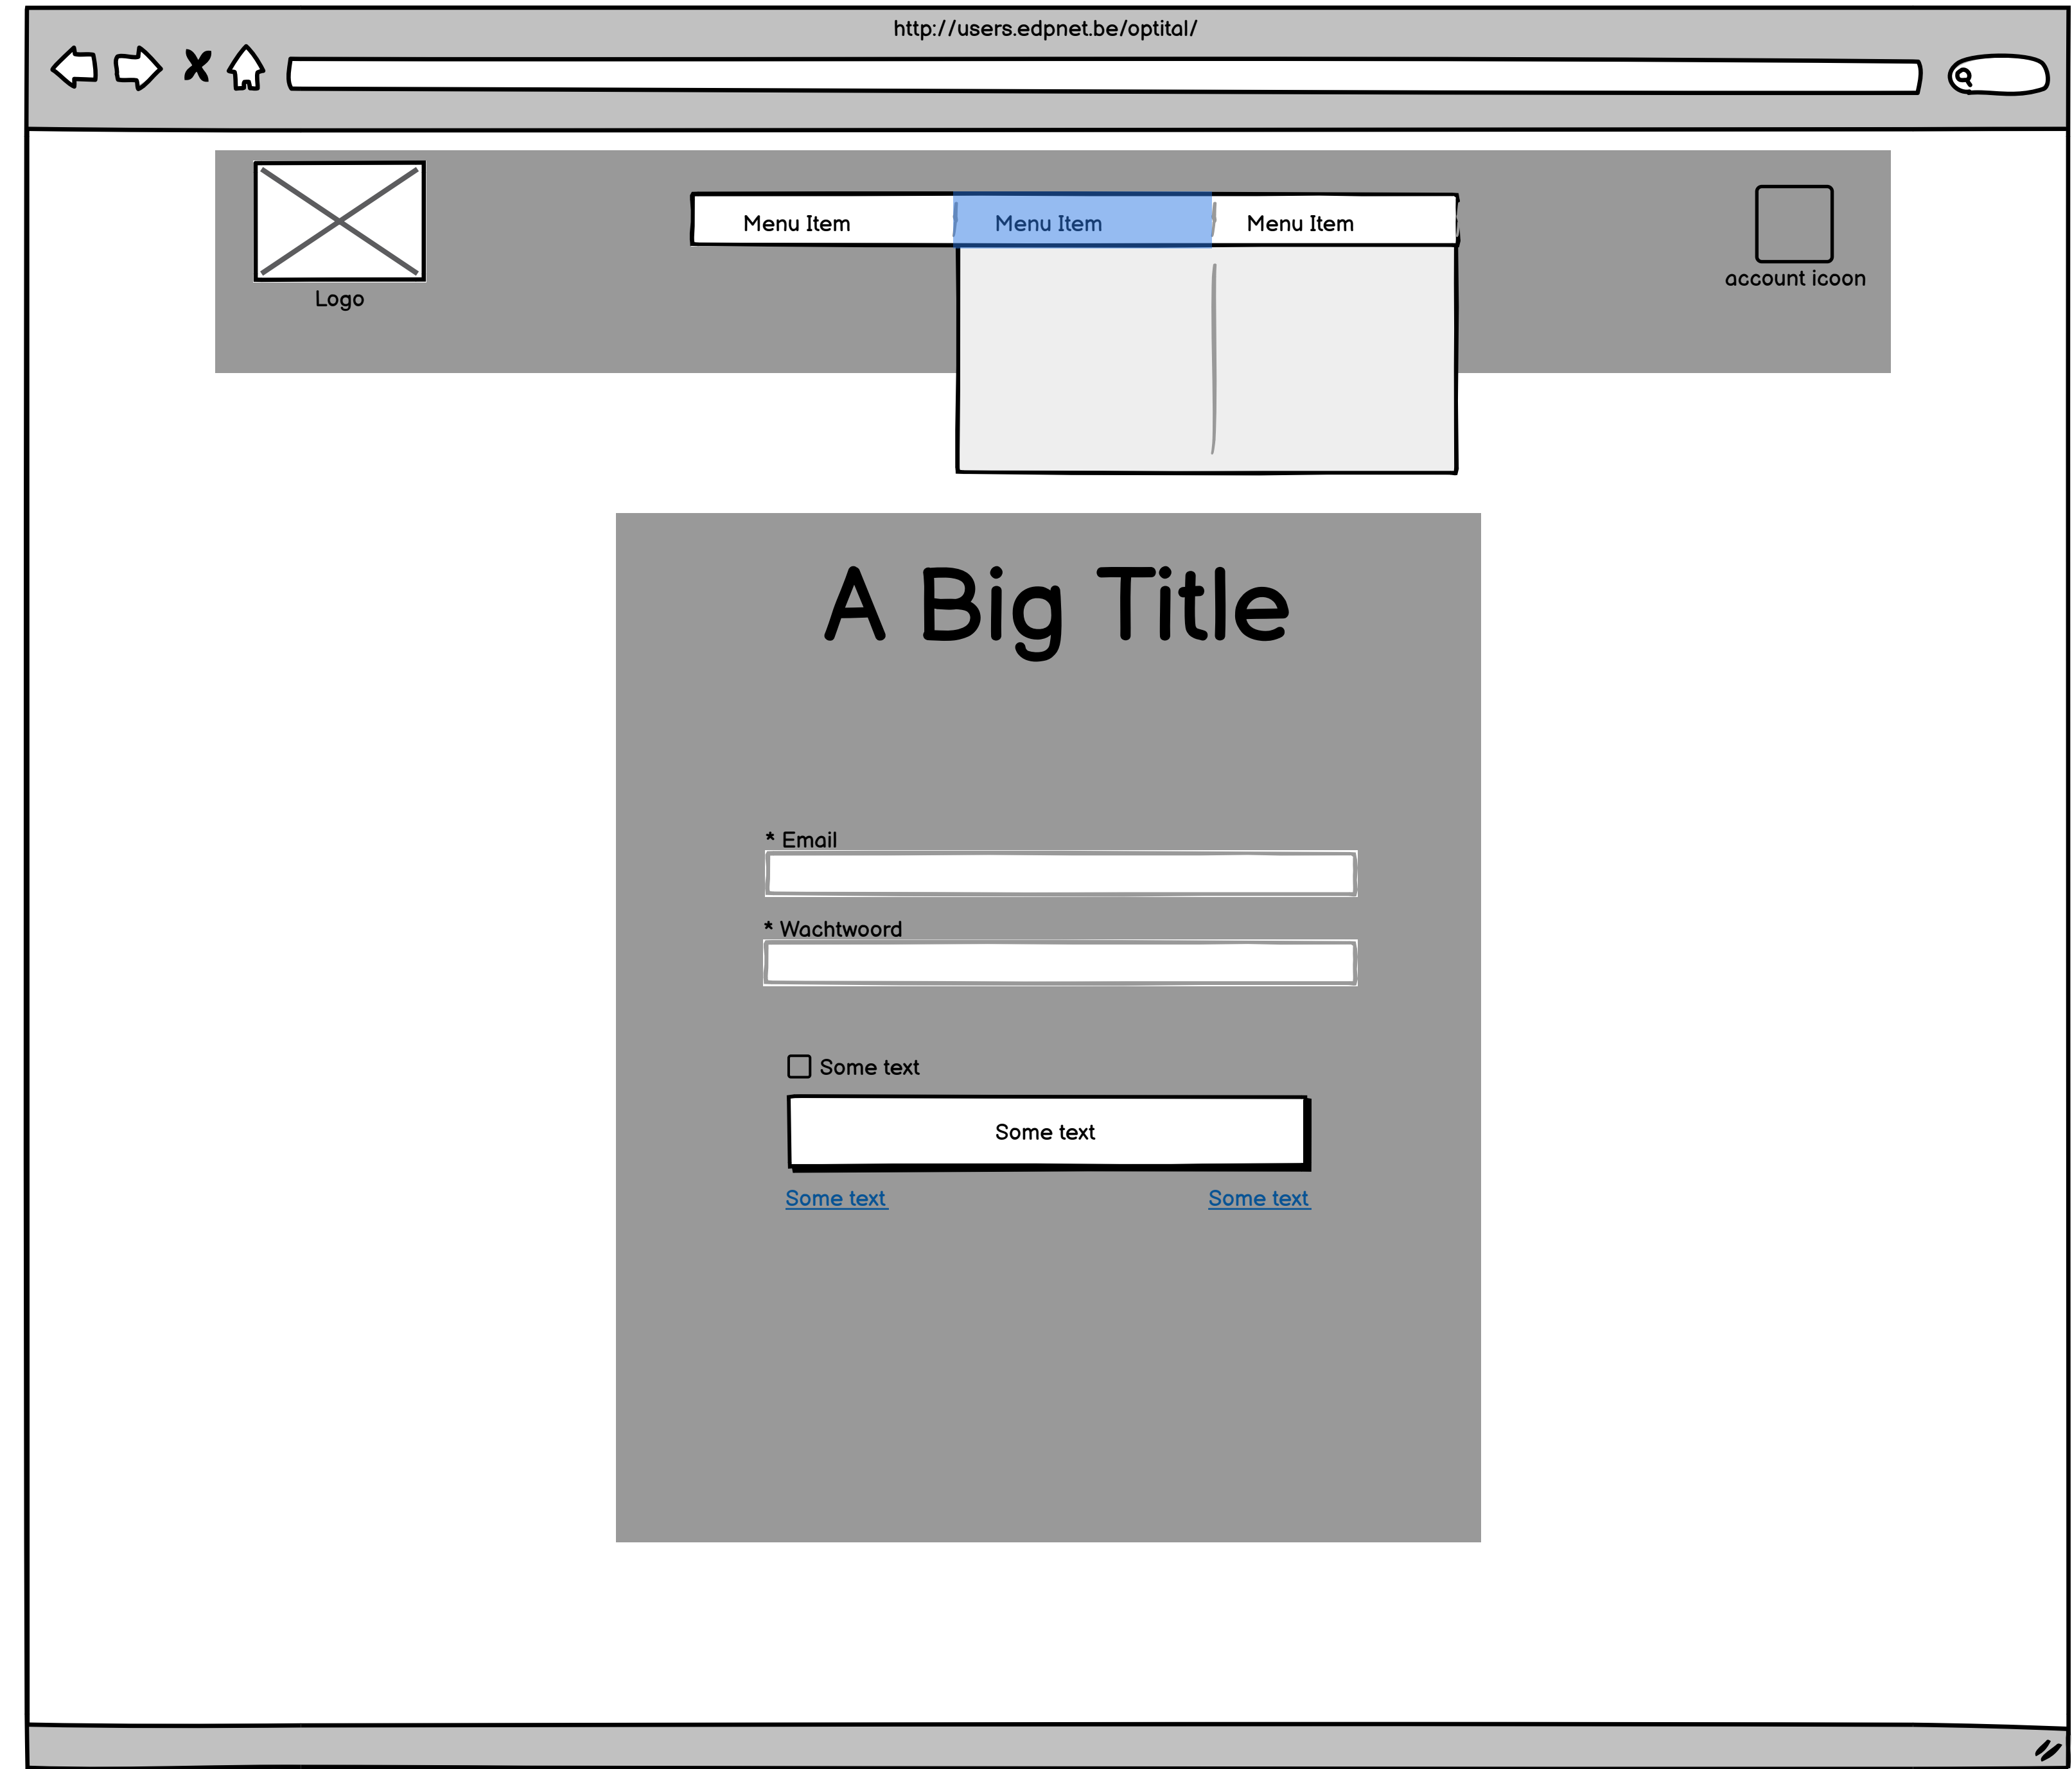 http://users.edpnet.be/optital/
Menu Item
Menu Item
Menu Item
Logo
account icoon
A Big Title
* Email
* Wachtwoord
Some text
Some text
Some text
Some text